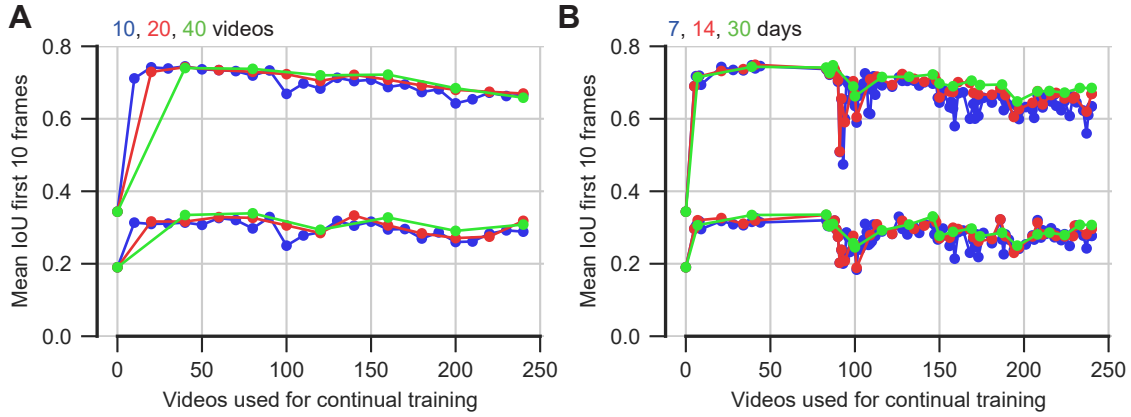 A
10, 20, 40 videos
Mean IoU first 10 frames
0.8
0.6
0.4
0.2
0.0
0 50 100 150 200 250
Videos used for continual training
B
7, 14, 30 days
Mean IoU first 10 frames
0.8
0.6
0.4
0.2
0.0
0 50 100 150 200 250
Videos used for continual training